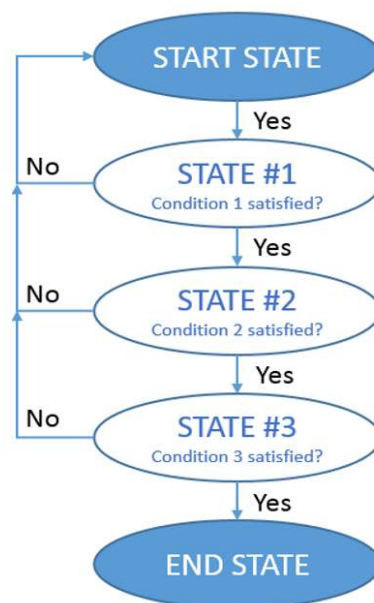 START STATE
Yes
No
STATE #1
Condition 1 satisfied?
Yes
No
STATE #2
Condition 2 satisfied?
Yes
No
STATE #3
Condition 3 satisfied?
Yes
END STATE